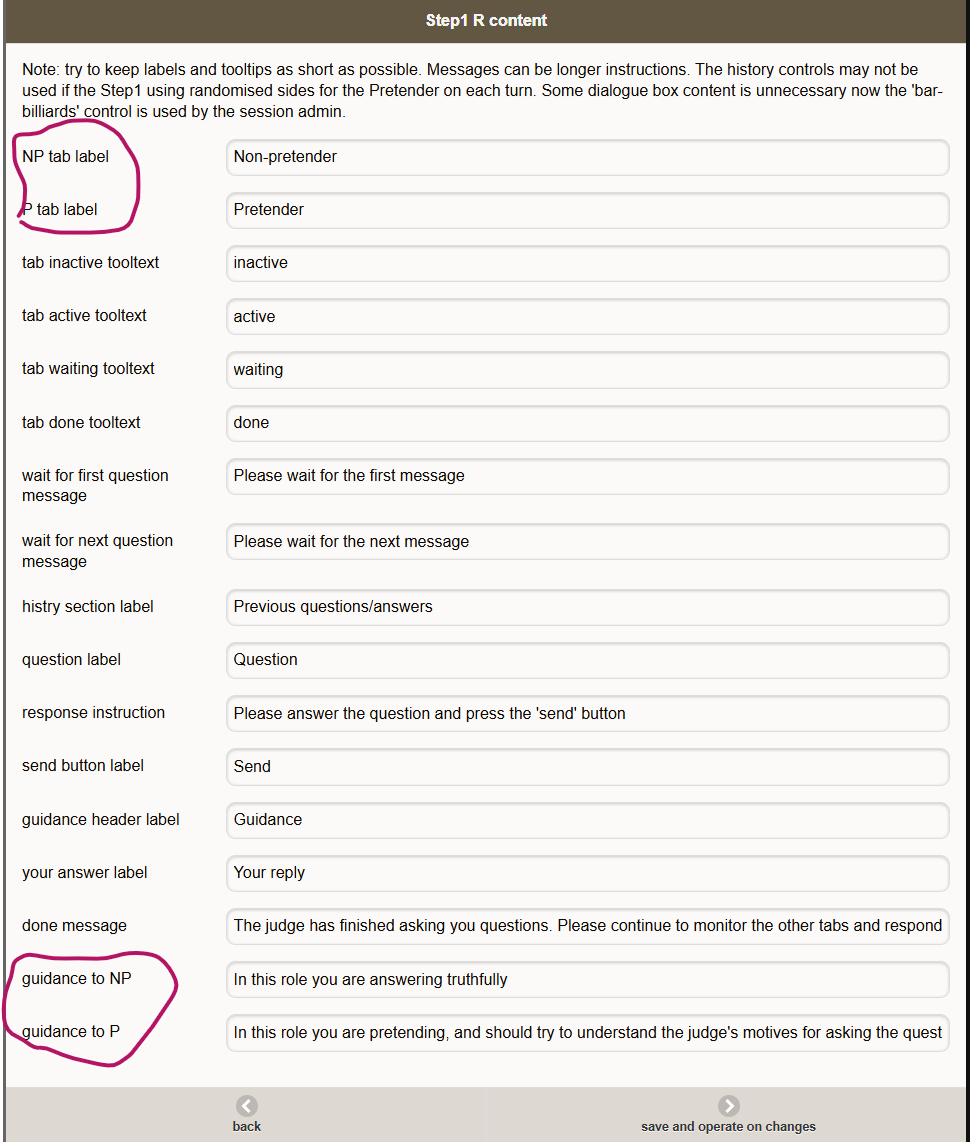 Step1 R content
Note: try to keep labels and tooltips as short as possible. Messages can be longer instructions. The history controls may not be
used if the Step1 using randomised sides for the Pretender on each turn. Some dialogue box content is unnecessary now the 'bar-
billiards' control is used by the session admin.
NP tab label
Non-pretender
P tab label
Pretender
tab inactive tooltext
inactive
tab active tooltext
active
tab waiting tooltext
waiting
tab done tooltext
done
wait for first question
message
Please wait for the first message
wait for next question
message
Please wait for the next message
histry section label
Previous questions/answers
question label
Question
response instruction
Please answer the question and press the 'send' button
send button label
Send
guidance header label
Guidance
your answer label
Your reply
done message
The judge has finished asking you questions. Please continue to monitor the other tabs and respond
guidance to NP
In this role you are answering truthfully
guidance to P
In this role you are pretending, and should try to understand the judge's motives for asking the quest
back
save and operate on changes